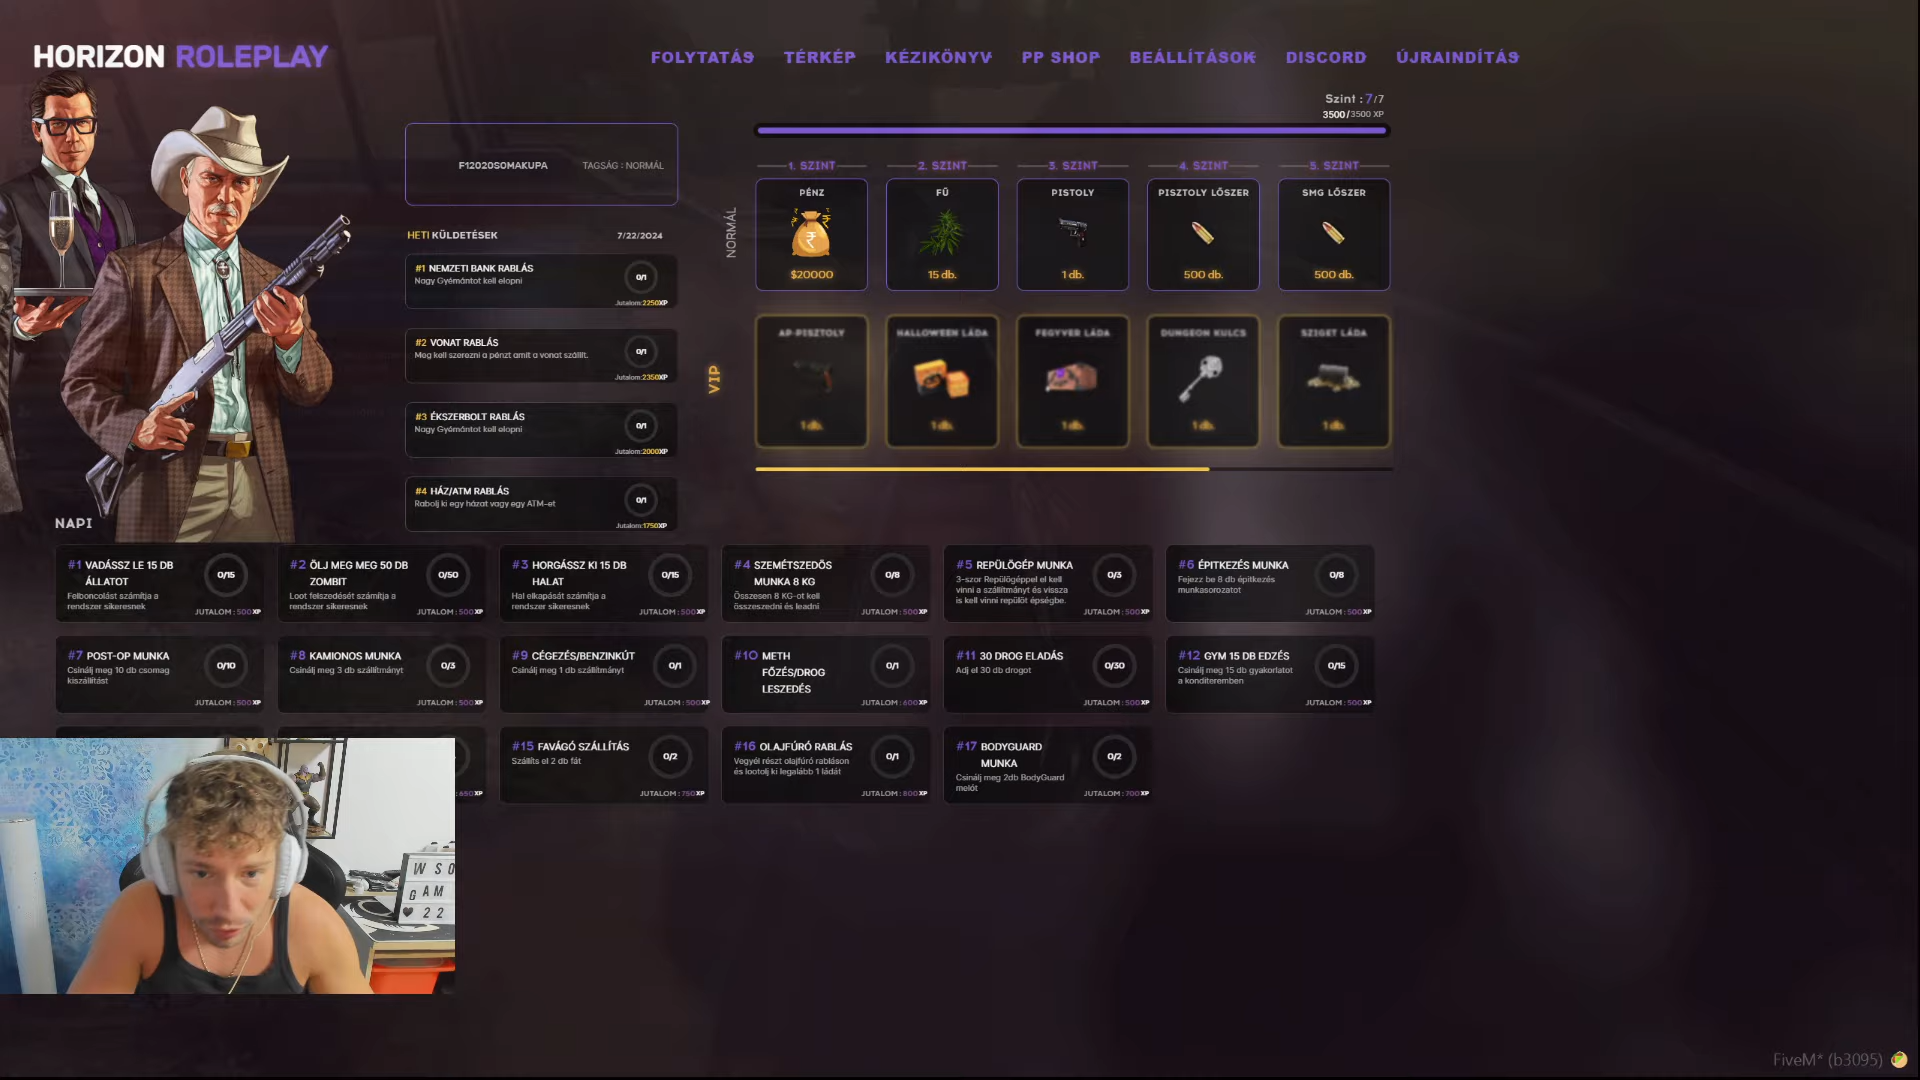 HORIZON ROLEPLAY
FOLYTATÁS TÉRKÉP KÉZIKÖNYV PP SHOP BEÁLLÍTÁSOK DISCORD ÚJRAINDÍTÁS
Szint : 7/7
3500/3500 XP
F12020SOMAKUPA TAGSÁG : NORMÁL
HETI KÜLDETÉSEK 7/22/2024
#1 NEMZETI BANK RABLÁS
Nagy Gyémántot kell elopni
0/1
Jutalom:2250XP
#2 VONAT RABLÁS
Meg kell szerezni a pénzt amit a vonat szállít.
0/1
Jutalom:2350XP
#3 ÉKSZERBOLT RABLÁS
Nagy Gyémántot kell elopni
0/1
Jutalom:2000XP
#4 HÁZ/ATM RABLÁS
Rabolj ki egy házat vagy egy ATM-et
0/1
Jutalom:1750XP
NORMÁL
1. SZINT 2. SZINT 3. SZINT 4. SZINT 5. SZINT
PÉNZ FŰ PISTOLY PISZTOLY LŐSZER SMG LŐSZER
$20000 15 db. 1 db. 500 db. 500 db.
VIP
AP-PISZTOLY HALLOWEEN LÁDA FEGYVER LÁDA DUNGEON KULCS SZIGET LÁDA
1 db. 1 db. 1 db. 1 db. 1 db.
NAPI
#1 VADÁSSZ LE 15 DB
ÁLLATOT
Felboncolást számítja a
rendszer sikeresnek
0/15
JUTALOM : 500XP
#2 ÖLJ MEG MEG 50 DB
ZOMBIT
Loot felszedését számítja a
rendszer sikeresnek
0/50
JUTALOM : 500XP
#3 HORGÁSSZ KI 15 DB
HALAT
Hal elkapását számítja a
rendszer sikeresnek
0/15
JUTALOM : 500XP
#4 SZEMÉTSZEDŐS
MUNKA 8 KG
Összesen 8 KG-ot kell
összeszedni és leadni
0/8
JUTALOM : 500XP
#5 REPÜLŐGÉP MUNKA
3-szor Repülőgéppel el kell
vinni a szállítmányt és vissza
is kell vinni repülőt épségbe.
0/3
JUTALOM : 500XP
#6 ÉPITKEZÉS MUNKA
Fejezz be 8 db építkezés
munkasorozatot
0/8
JUTALOM : 500XP
#7 POST-OP MUNKA
Csinálj meg 10 db csomag
kiszállítást
0/10
JUTALOM : 500XP
#8 KAMIONOS MUNKA
Csinálj meg 3 db szállítmányt
0/3
JUTALOM : 500XP
#9 CÉGEZÉS/BENZINKÚT
Csinálj meg 1 db szállítmányt
0/1
JUTALOM : 500XP
#10 METH
FŐZÉS/DROG
LESZEDÉS
0/1
JUTALOM : 600XP
#11 30 DROG ELADÁS
Adj el 30 db drogot
0/30
JUTALOM : 500XP
#12 GYM 15 DB EDZÉS
Csinálj meg 15 db gyakorlatot
a konditeremben
0/15
JUTALOM : 500XP
: 650XP
#15 FAVÁGÓ SZÁLLÍTÁS
Szállíts el 2 db fát
0/2
JUTALOM : 750XP
#16 OLAJFÚRÓ RABLÁS
Vegyél részt olajfúró rabláson
és lootolj ki legalább 1 ládát
0/1
JUTALOM : 800XP
#17 BODYGUARD
MUNKA
Csinálj meg 2db BodyGuard
melót
0/2
JUTALOM : 700XP
W S O
G A M
♥ 2 2
FiveM* (b3095)